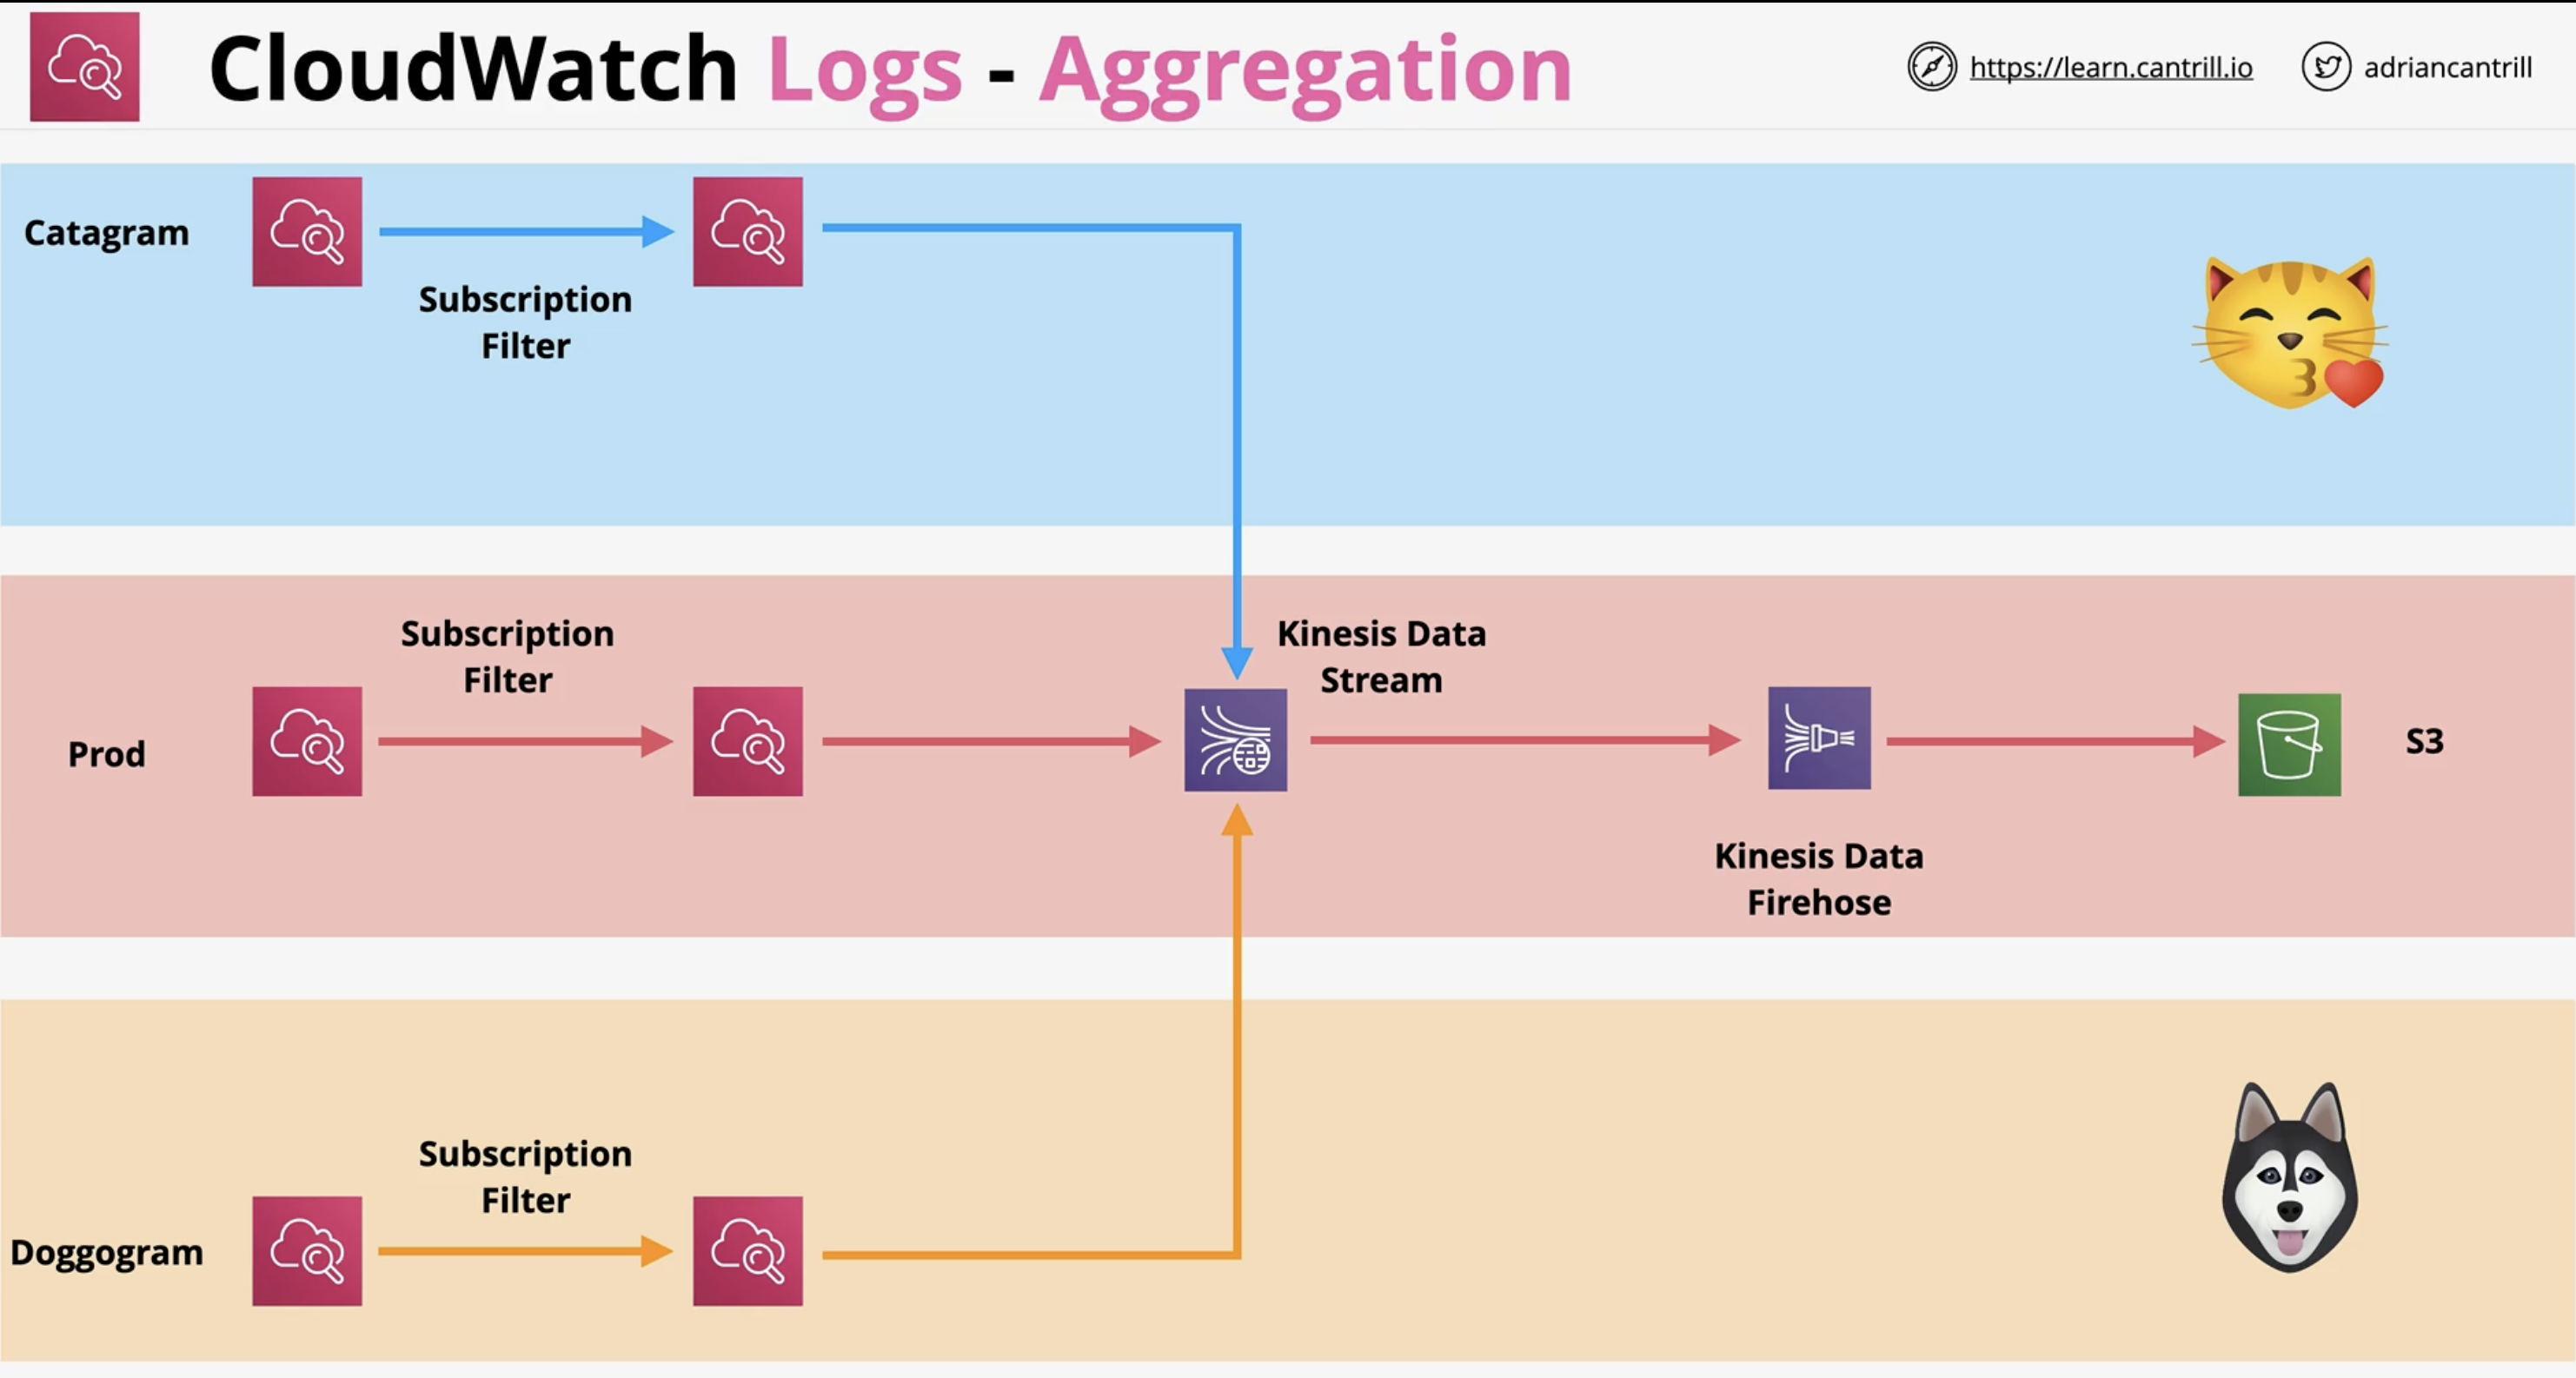 CloudWatch Logs - Aggregation
https://learn.cantrill.io
adriancantrill
Catagram
Subscription
Filter
Subscription
Filter
Kinesis Data
Stream
Prod
S3
Kinesis Data
Firehose
Subscription
Filter
Doggogram